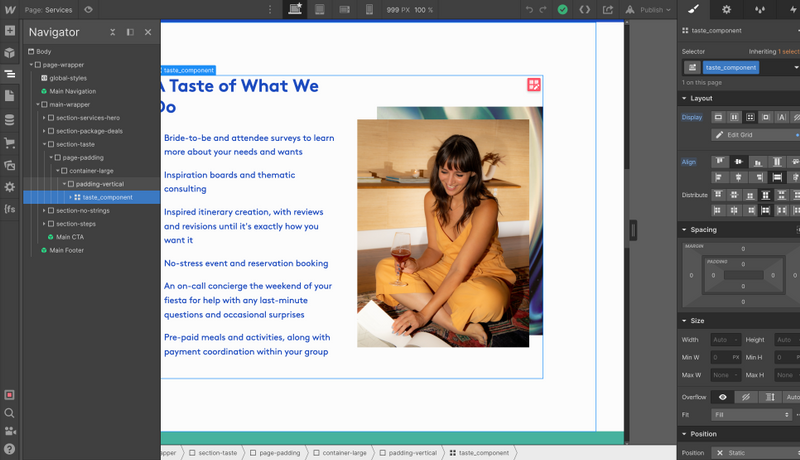 Page: Services
999 PX 100 %
Publish
Navigator
Body
page-wrapper
global-styles
Main Navigation
main-wrapper
section-services-hero
section-package-deals
section-taste
page-padding
container-large
padding-vertical
taste_component
section-no-strings
section-steps
Main CTA
Main Footer
taste_component
A Taste of What We
Do
Bride-to-be and attendee surveys to learn
more about your needs and wants
Inspiration boards and thematic
consulting
Inspired itinerary creation, with reviews
and revisions until it's exactly how you
want it
No-stress event and reservation booking
An on-call concierge the weekend of your
fiesta for help with any last-minute
questions and occasional surprises
Pre-paid meals and activities, along with
payment coordination within your group
apper
section-taste
page-padding
container-large
padding-vertical
taste_component
taste_component
Selector
Inheriting 1 selec
taste_component
1 on this page
Layout
Display
Edit Grid
Align
Distribute
Spacing
MARGIN
0
PADDING
0
0 0 0 0
0
0
Size
Width Auto - Height Auto
Min W 0 PX Min H 0
Max W None - Max H None
Overflow Auto
Fit Fill
Position
Position Static